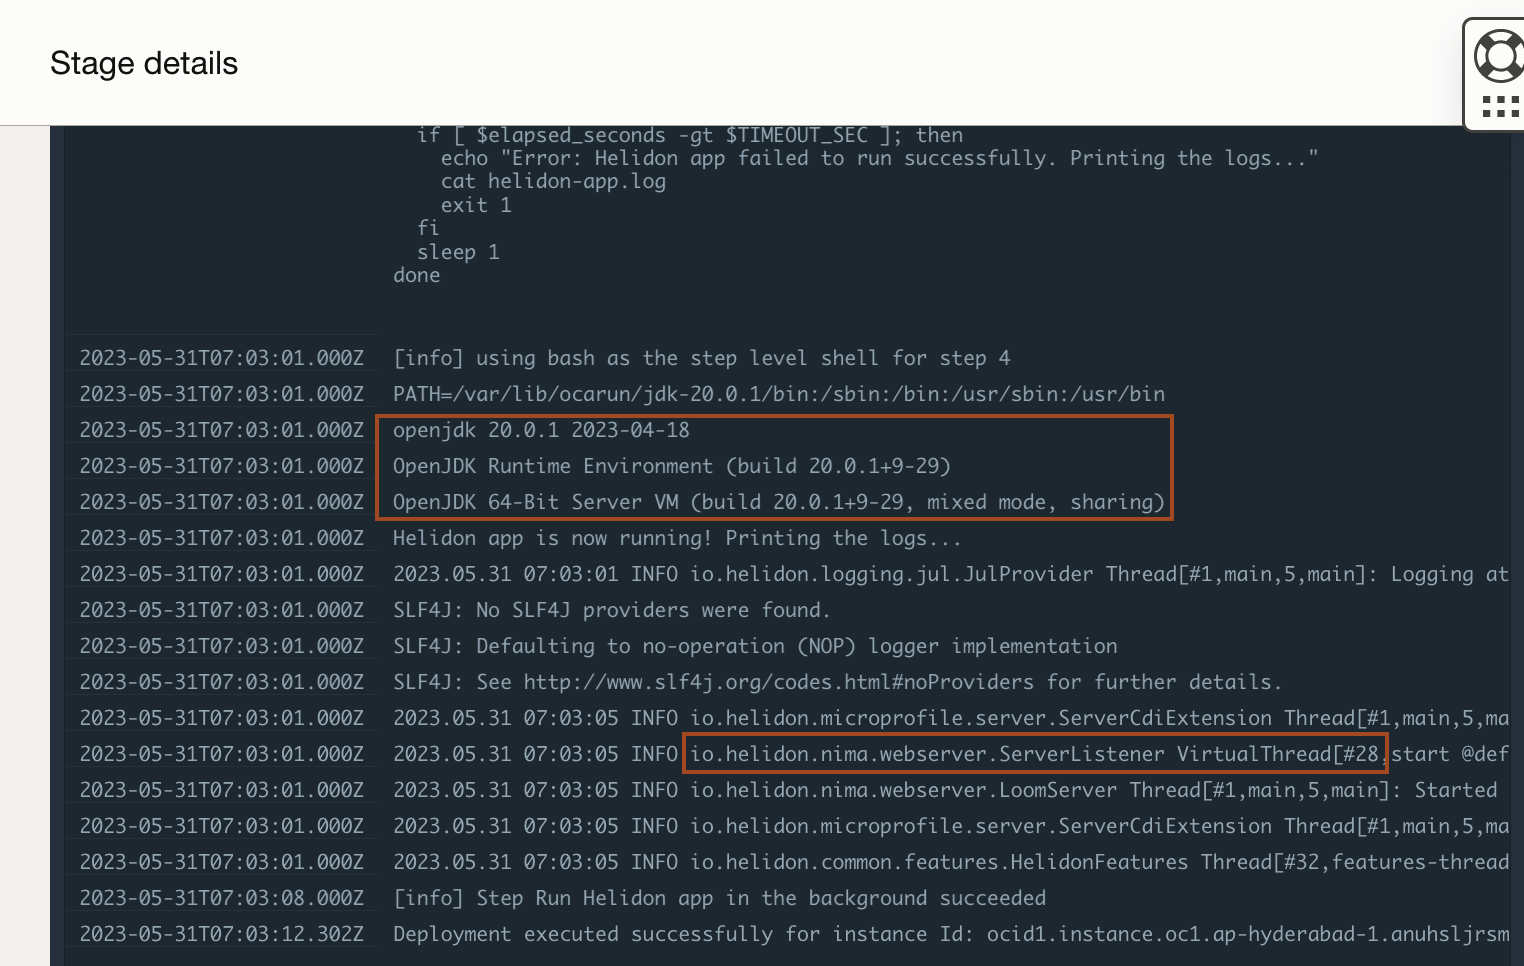 Stage details
if [ $elapsed_seconds -gt $TIMEOUT_SEC ]; then
echo "Error: Helidon app failed to run successfully. Printing the logs..."
cat helidon-app.log
exit 1
fi
sleep 1
done
2023-05-31T07:03:01.000Z [info] using bash as the step level shell for step 4
2023-05-31T07:03:01.000Z PATH=/var/lib/ocarun/jdk-20.0.1/bin:/sbin:/bin:/usr/sbin:/usr/bin
2023-05-31T07:03:01.000Z openjdk 20.0.1 2023-04-18
2023-05-31T07:03:01.000Z OpenJDK Runtime Environment (build 20.0.1+9-29)
2023-05-31T07:03:01.000Z OpenJDK 64-Bit Server VM (build 20.0.1+9-29, mixed mode, sharing)
2023-05-31T07:03:01.000Z Helidon app is now running! Printing the logs...
2023-05-31T07:03:01.000Z 2023.05.31 07:03:01 INFO io.helidon.logging.jul.JulProvider Thread[#1,main,5,main]: Logging at
2023-05-31T07:03:01.000Z SLF4J: No SLF4J providers were found.
2023-05-31T07:03:01.000Z SLF4J: Defaulting to no-operation (NOP) logger implementation
2023-05-31T07:03:01.000Z SLF4J: See http://www.slf4j.org/codes.html#noProviders for further details.
2023-05-31T07:03:01.000Z 2023.05.31 07:03:05 INFO io.helidon.microprofile.server.ServerCdiExtension Thread[#1,main,5,ma
2023-05-31T07:03:01.000Z 2023.05.31 07:03:05 INFO io.helidon.nima.webserver.ServerListener VirtualThread[#28,start @def
2023-05-31T07:03:01.000Z 2023.05.31 07:03:05 INFO io.helidon.nima.webserver.LoomServer Thread[#1,main,5,main]: Started
2023-05-31T07:03:01.000Z 2023.05.31 07:03:05 INFO io.helidon.microprofile.server.ServerCdiExtension Thread[#1,main,5,ma
2023-05-31T07:03:01.000Z 2023.05.31 07:03:05 INFO io.helidon.common.features.HelidonFeatures Thread[#32,features-thread
2023-05-31T07:03:08.000Z [info] Step Run Helidon app in the background succeeded
2023-05-31T07:03:12.302Z Deployment executed successfully for instance Id: ocid1.instance.oc1.ap-hyderabad-1.anuhsljrsm